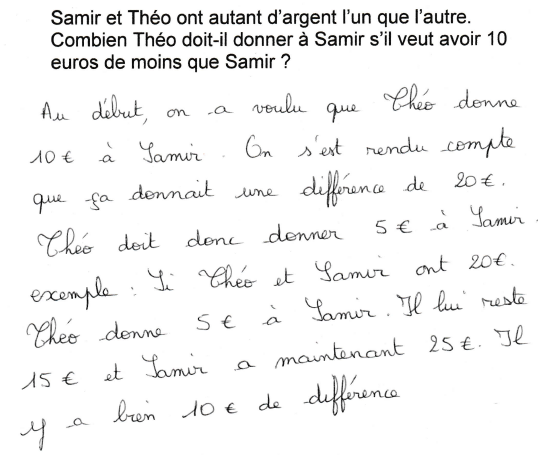 Samir et Théo ont autant d'argent l'un que l'autre.
Combien Théo doit-il donner à Samir s'il veut avoir 10
euros de moins que Samir ?
Au début, on a voulu que Théo donne
10 € à Samir. On s'est rendu compte
que ça donnait une différence de 20 €.
Théo doit donc donner 5 € à Samir.
exemple : Si Théo et Samir ont 20 €.
Théo donne 5 € à Samir. Il lui reste
15 € et Samir a maintenant 25 €. Il
y a bien 10 € de différence